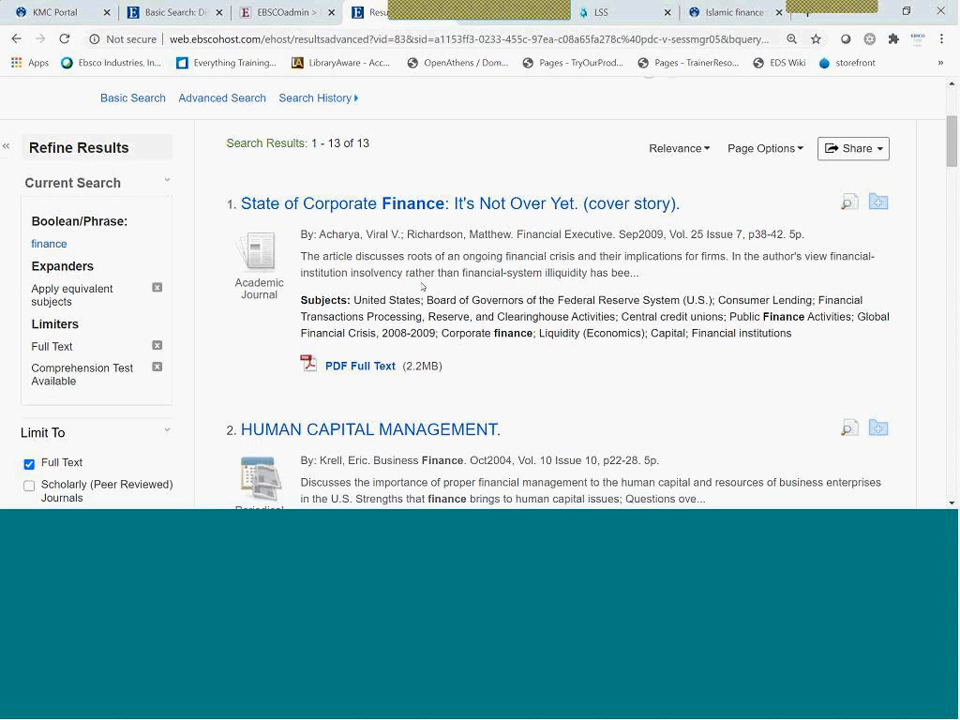 KMC Portal
Basic Search: D
EBSCOadmin >
Resu
LSS
Islamic finance
Not secure
web.ebscohost.com/ehost/resultsadvanced?vid=83&sid=a1153ff3-0233-455c-97ea-c08a65fa278c%40pdc-v-sessmgr05&bquery...
Apps
Ebsco Industries, In...
Everything Training...
LibraryAware - Acc...
OpenAthens / Dom...
Pages - TryOurProd...
Pages - TrainerReso...
EDS Wiki
storefront
»
Basic Search
Advanced Search
Search History
«
Refine Results
Current Search
Boolean/Phrase:
finance
Expanders
Apply equivalent
subjects
Limiters
Full Text
Comprehension Test
Available
Limit To
Full Text
Scholarly (Peer Reviewed)
Journals
Search Results: 1 - 13 of 13
Relevance
Page Options
Share
1. State of Corporate Finance: It's Not Over Yet. (cover story).
Academic
Journal
By: Acharya, Viral V.; Richardson, Matthew. Financial Executive. Sep2009, Vol. 25 Issue 7, p38-42. 5p.
The article discusses roots of an ongoing financial crisis and their implications for firms. In the author's view financial-
institution insolvency rather than financial-system illiquidity has bee...
Subjects: United States; Board of Governors of the Federal Reserve System (U.S.); Consumer Lending; Financial
Transactions Processing, Reserve, and Clearinghouse Activities; Central credit unions; Public Finance Activities; Global
Financial Crisis, 2008-2009; Corporate finance; Liquidity (Economics); Capital; Financial institutions
PDF Full Text (2.2MB)
2. HUMAN CAPITAL MANAGEMENT.
By: Krell, Eric. Business Finance. Oct2004, Vol. 10 Issue 10, p22-28. 5p.
Discusses the importance of proper financial management to the human capital and resources of business enterprises
in the U.S. Strengths that finance brings to human capital issues; Questions ove...